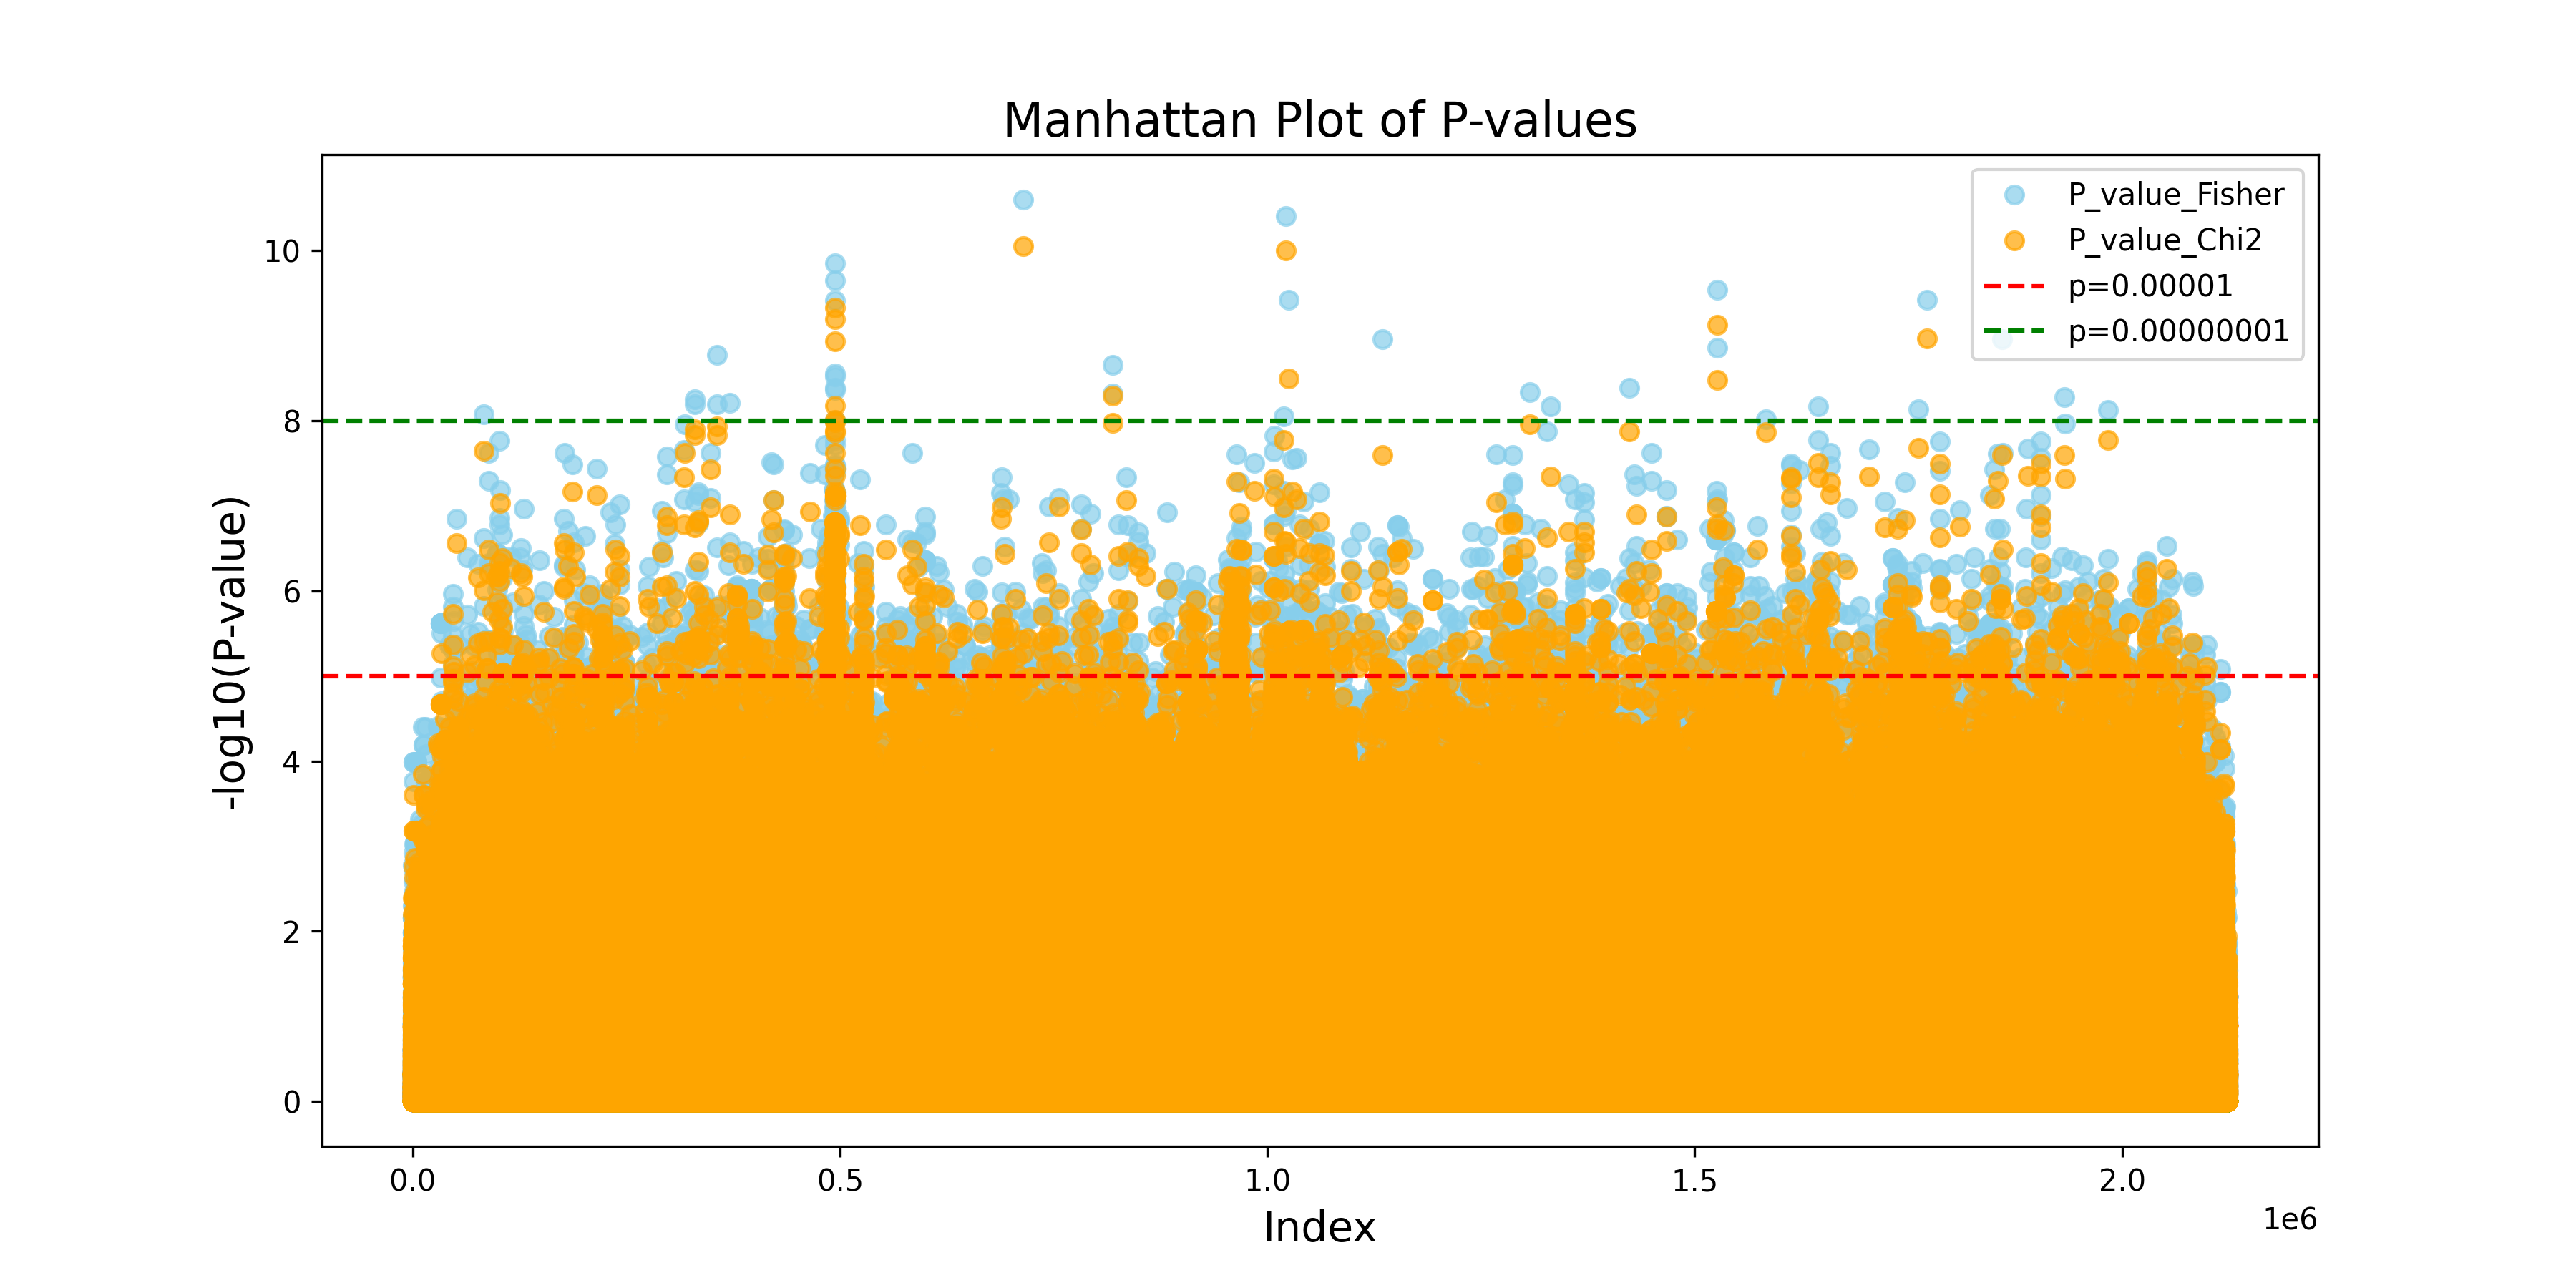 Manhattan Plot of P-values
P_value_Fisher
P_value_Chi2
p=0.00001
p=0.00000001
-log10(P-value)
10
8
6
4
2
0
0.0
0.5
1.0
1.5
2.0
1e6
Index